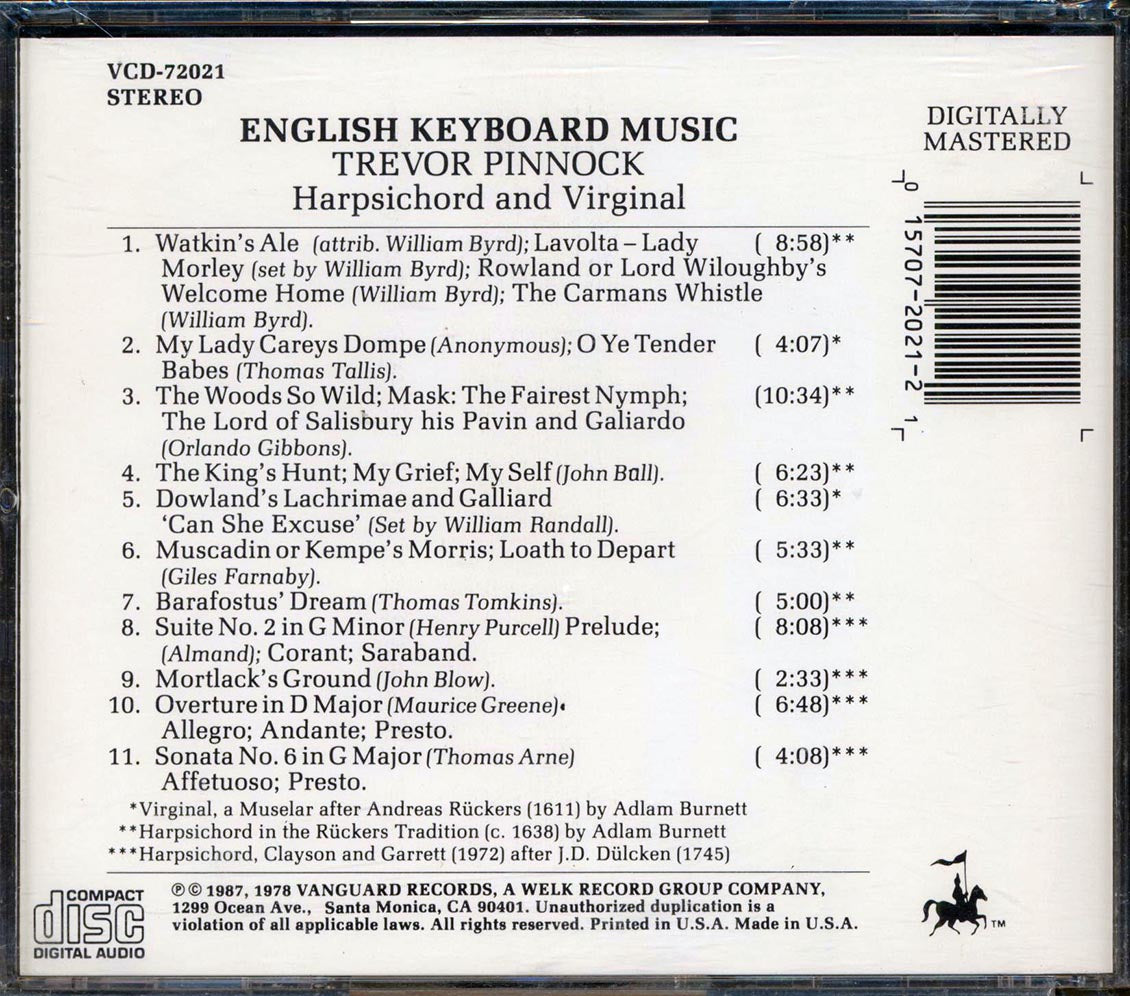 VCD-72021
STEREO
DIGITALLY
MASTERED
ENGLISH KEYBOARD MUSIC
TREVOR PINNOCK
Harpsichord and Virginal
1. Watkin's Ale (attrib. William Byrd); Lavolta – Lady ( 8:58)**
Morley (set by William Byrd); Rowland or Lord Wiloughby's
Welcome Home (William Byrd); The Carmans Whistle
(William Byrd).
2. My Lady Careys Dompe (Anonymous); O Ye Tender ( 4:07)*
Babes (Thomas Tallis).
3. The Woods So Wild; Mask: The Fairest Nymph; (10:34)**
The Lord of Salisbury his Pavin and Galiardo
(Orlando Gibbons).
4. The King's Hunt; My Grief; My Self (John Ball). ( 6:23)**
5. Dowland's Lachrimae and Galliard ( 6:33)*
'Can She Excuse' (Set by William Randall).
6. Muscadin or Kempe's Morris; Loath to Depart ( 5:33)**
(Giles Farnaby).
7. Barafostus' Dream (Thomas Tomkins). ( 5:00)**
8. Suite No. 2 in G Minor (Henry Purcell) Prelude; ( 8:08)***
(Almand); Corant; Saraband.
9. Mortlack's Ground (John Blow). ( 2:33)***
10. Overture in D Major (Maurice Greene). ( 6:48)***
Allegro; Andante; Presto.
11. Sonata No. 6 in G Major (Thomas Arne) ( 4:08)***
Affetuoso; Presto.
*Virginal, a Muselar after Andreas Rückers (1611) by Adlam Burnett
**Harpsichord in the Rückers Tradition (c. 1638) by Adlam Burnett
***Harpsichord, Clayson and Garrett (1972) after J.D. Dülcken (1745)
0 15707-2021-2 1
COMPACT
disc
DIGITAL AUDIO
℗ © 1987, 1978 VANGUARD RECORDS, A WELK RECORD GROUP COMPANY,
1299 Ocean Ave., Santa Monica, CA 90401. Unauthorized duplication is a
violation of all applicable laws. All rights reserved. Printed in U.S.A. Made in U.S.A.
TM